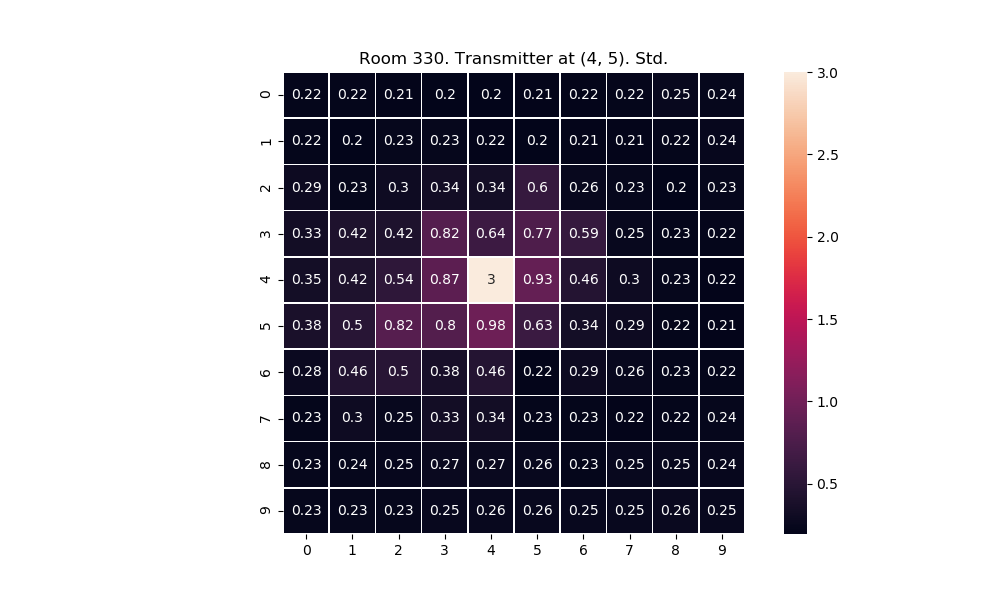 Room 330. Transmitter at (4, 5). Std.
0 0.22 0.22 0.21 0.2 0.2 0.21 0.22 0.22 0.25 0.24
1 0.22 0.2 0.23 0.23 0.22 0.2 0.21 0.21 0.22 0.24
2 0.29 0.23 0.3 0.34 0.34 0.6 0.26 0.23 0.2 0.23
3 0.33 0.42 0.42 0.82 0.64 0.77 0.59 0.25 0.23 0.22
4 0.35 0.42 0.54 0.87 3 0.93 0.46 0.3 0.23 0.22
5 0.38 0.5 0.82 0.8 0.98 0.63 0.34 0.29 0.22 0.21
6 0.28 0.46 0.5 0.38 0.46 0.22 0.29 0.26 0.23 0.22
7 0.23 0.3 0.25 0.33 0.34 0.23 0.23 0.22 0.22 0.24
8 0.23 0.24 0.25 0.27 0.27 0.26 0.23 0.25 0.25 0.24
9 0.23 0.23 0.23 0.25 0.26 0.26 0.25 0.25 0.26 0.25
0 1 2 3 4 5 6 7 8 9
3.0
2.5
2.0
1.5
1.0
0.5